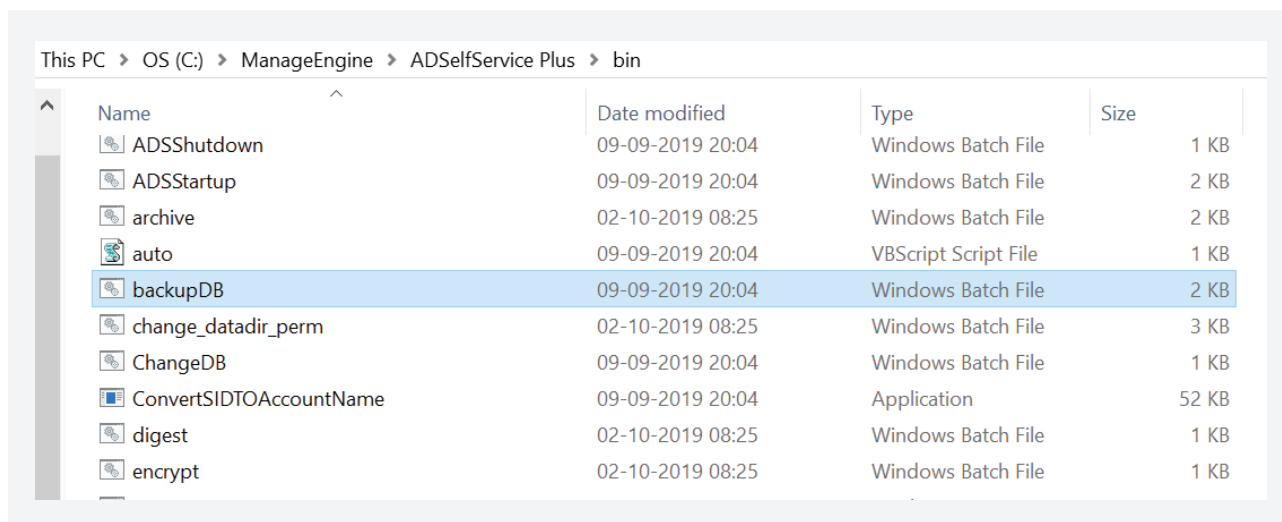 This PC > OS (C:) > ManageEngine > ADSelfService Plus > bin
Name Date modified Type Size
ADSShutdown 09-09-2019 20:04 Windows Batch File 1 KB
ADSStartup 09-09-2019 20:04 Windows Batch File 2 KB
archive 02-10-2019 08:25 Windows Batch File 2 KB
auto 09-09-2019 20:04 VBScript Script File 1 KB
backupDB 09-09-2019 20:04 Windows Batch File 2 KB
change_datadir_perm 02-10-2019 08:25 Windows Batch File 3 KB
ChangeDB 09-09-2019 20:04 Windows Batch File 1 KB
ConvertSIDTOAccountName 09-09-2019 20:04 Application 52 KB
digest 02-10-2019 08:25 Windows Batch File 1 KB
encrypt 02-10-2019 08:25 Windows Batch File 1 KB